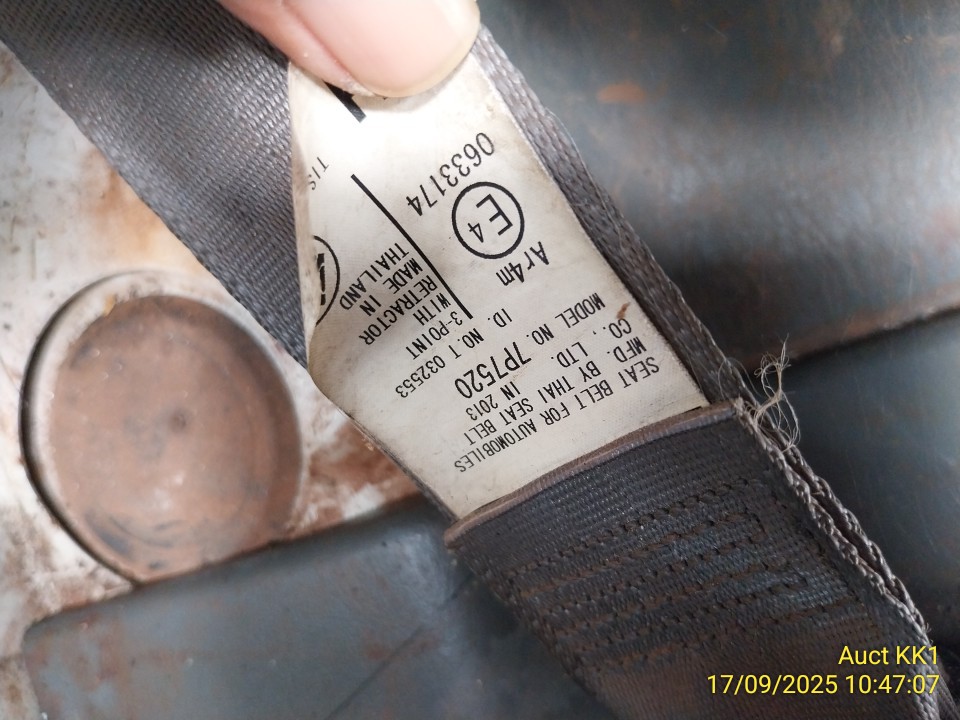 SEAT BELT FOR AUTOMOBILES
MFD. BY THAI SEAT BELT
CO., LTD. IN 2013
MODEL NO. 7P7520
ID. NO.T 032553
3-POINT
WITH
RETRACTOR
MADE IN
THAILAND
Ar4m
E4
0633174
TIS
Auct KK1
17/09/2025 10:47:07